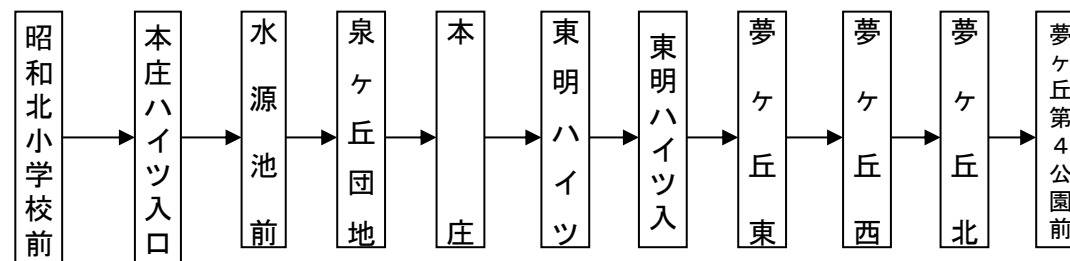 昭和北小学校前
本庄ハイツ入口
水源池前
泉ヶ丘団地
本庄
東明ハイツ
東明ハイツ入
夢ヶ丘東
夢ヶ丘西
夢ヶ丘北
夢ヶ丘第4公園前